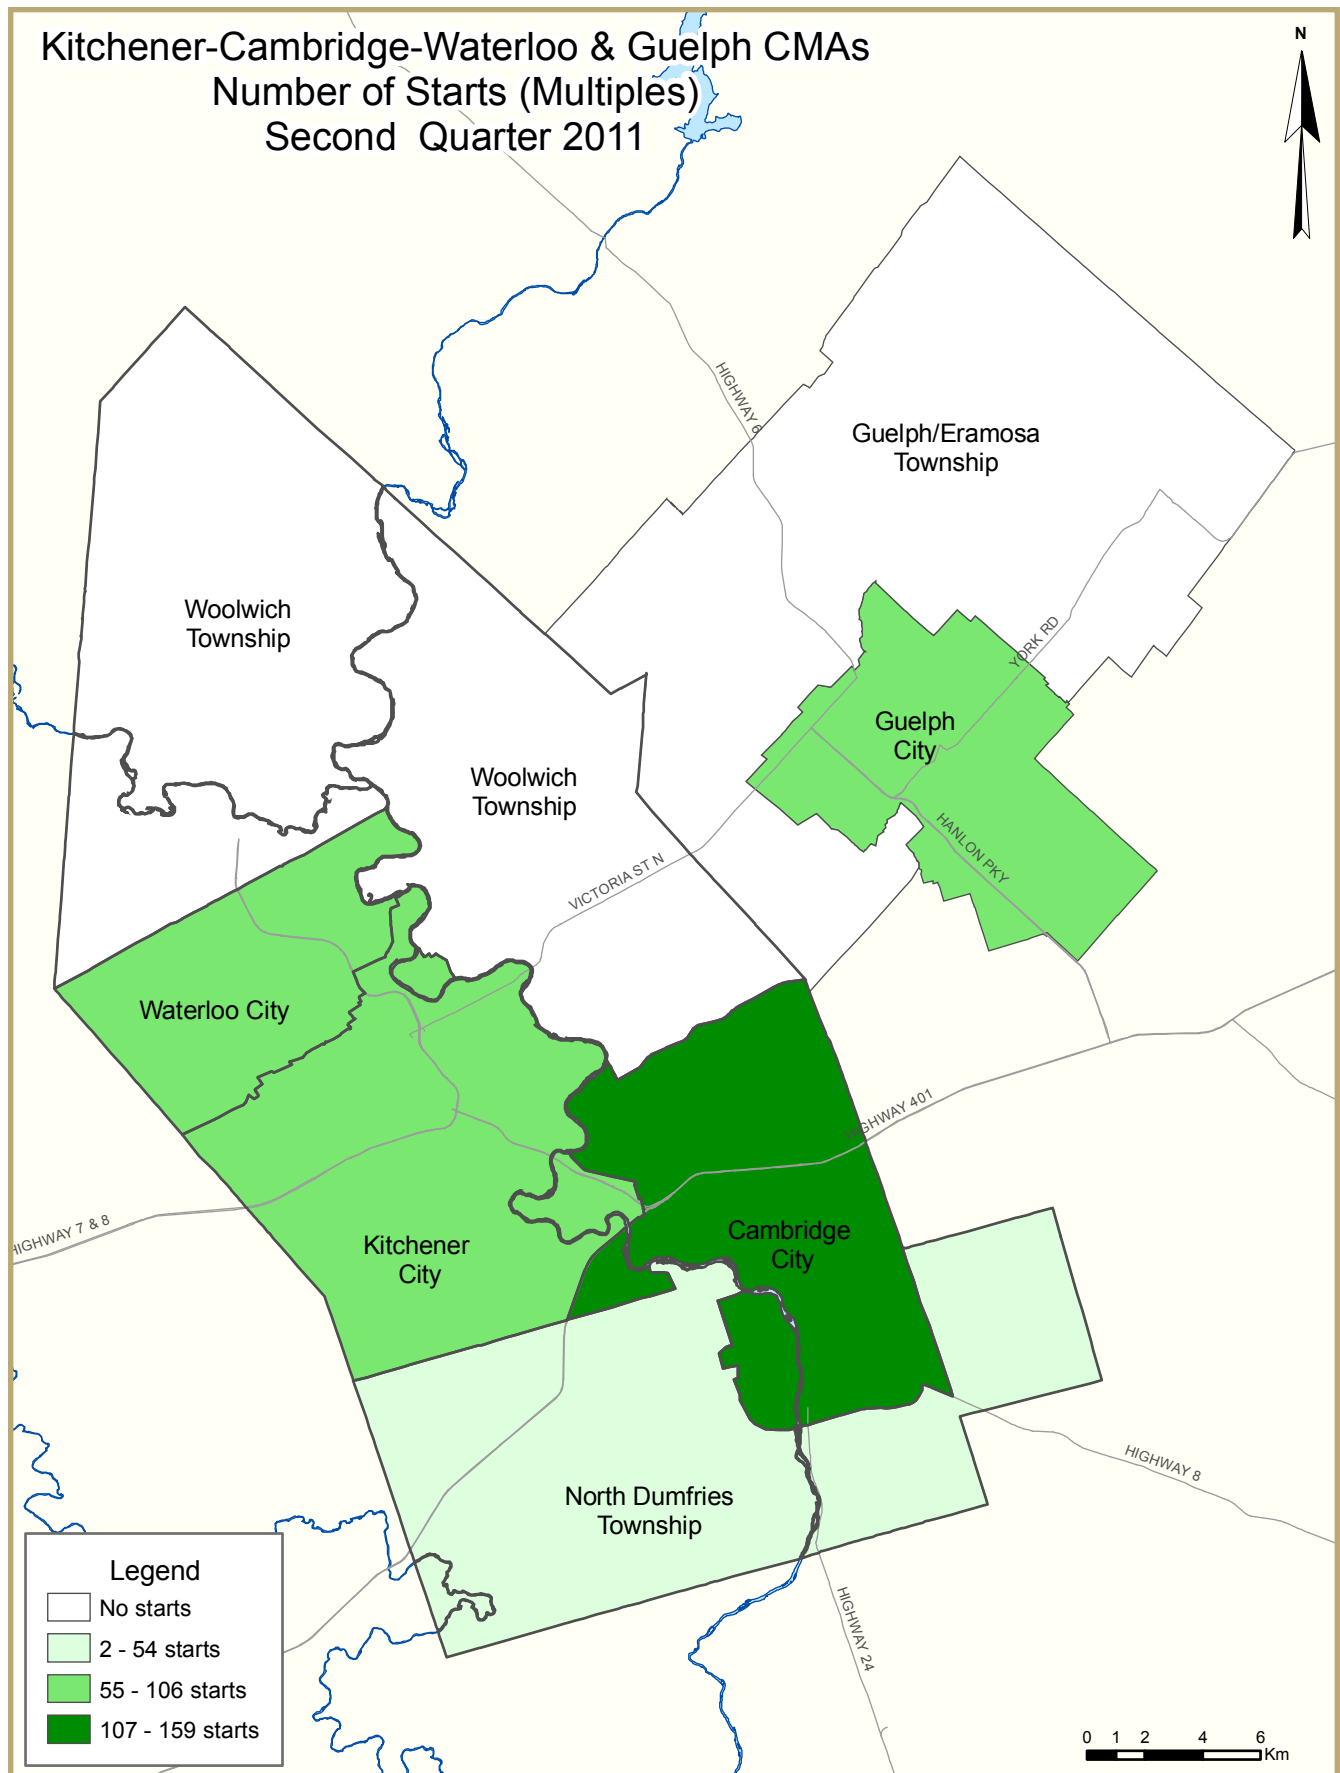 Kitchener-Cambridge-Waterloo & Guelph CMAs
Number of Starts (Multiples)
Second Quarter 2011
N
HIGHWAY 6
Guelph/Eramosa
Township
Woolwich
Township
YORK RD
Guelph
City
Woolwich
Township
HANLON PKY
VICTORIA ST N
Waterloo City
HIGHWAY 401
HIGHWAY 7 & 8
Kitchener
City
Cambridge
City
HIGHWAY 8
North Dumfries
Township
HIGHWAY 24
Legend
No starts
2 - 54 starts
55 - 106 starts
107 - 159 starts
0 1 2 4 6
Km